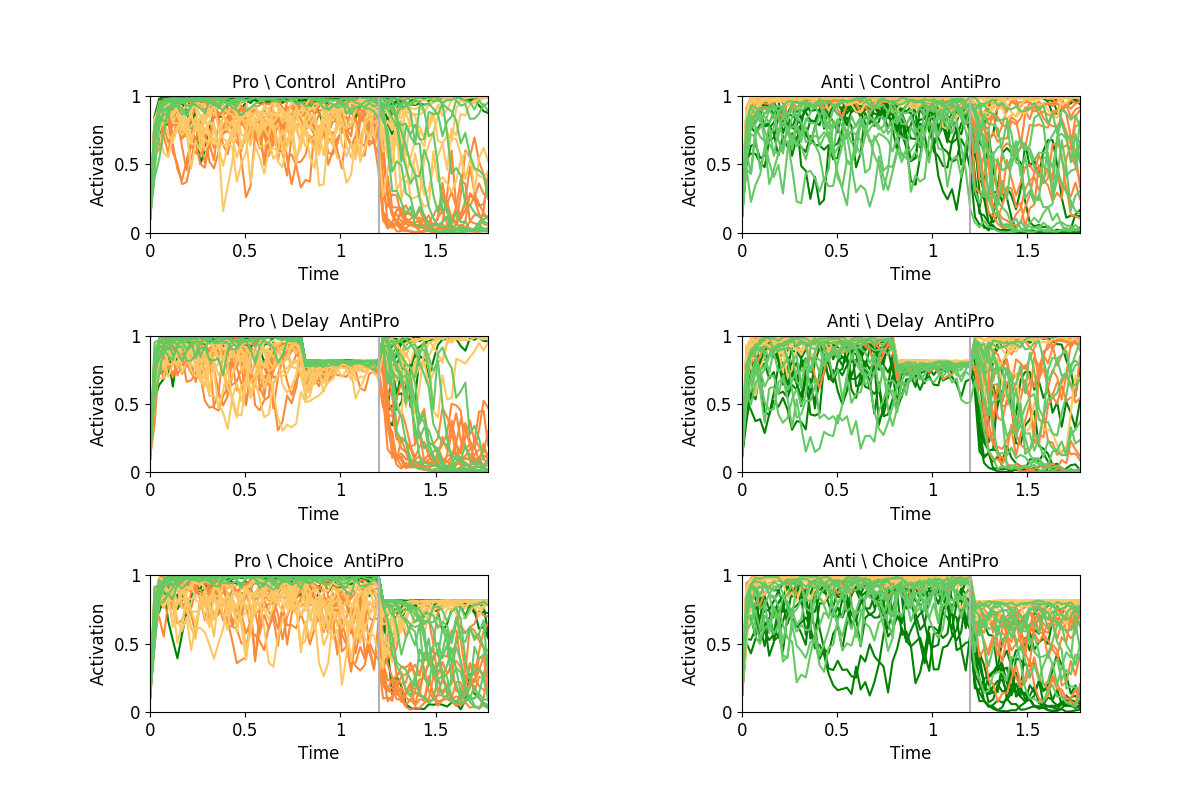 Pro \ Control  AntiPro
Anti \ Control  AntiPro
1
0.5
0
Activation
0
0.5
1
1.5
Time
1
0.5
0
Activation
0
0.5
1
1.5
Time
Pro \ Delay  AntiPro
Anti \ Delay  AntiPro
1
0.5
0
Activation
0
0.5
1
1.5
Time
1
0.5
0
Activation
0
0.5
1
1.5
Time
Pro \ Choice  AntiPro
Anti \ Choice  AntiPro
1
0.5
0
Activation
0
0.5
1
1.5
Time
1
0.5
0
Activation
0
0.5
1
1.5
Time